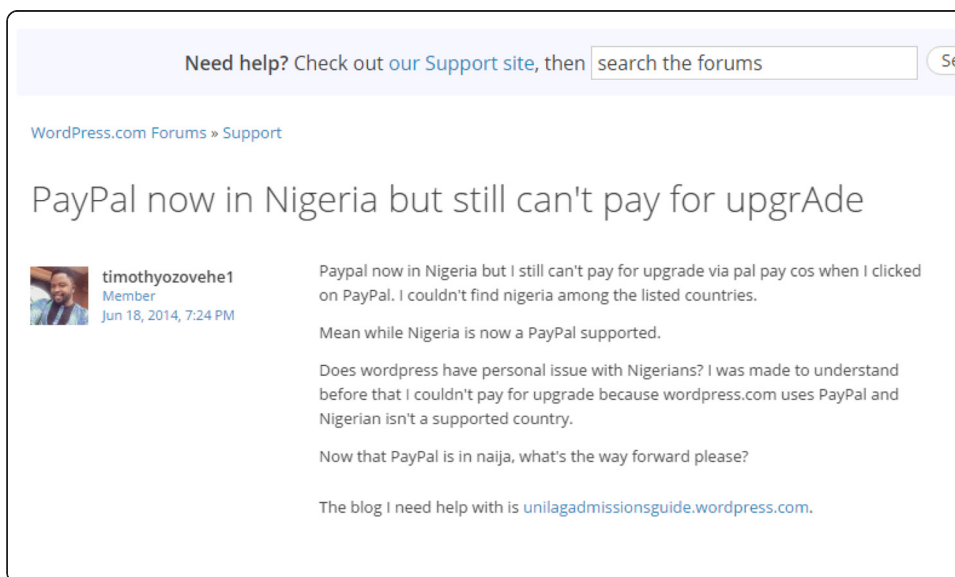 Need help? Check out our Support site, then search the forums
WordPress.com Forums » Support
PayPal now in Nigeria but still can't pay for upgrAde
timothyozovehe1
Member
Jun 18, 2014, 7:24 PM
Paypal now in Nigeria but I still can't pay for upgrade via pal pay cos when I clicked
on PayPal. I couldn't find nigeria among the listed countries.
Mean while Nigeria is now a PayPal supported.
Does wordpress have personal issue with Nigerians? I was made to understand
before that I couldn't pay for upgrade because wordpress.com uses PayPal and
Nigerian isn't a supported country.
Now that PayPal is in naija, what's the way forward please?
The blog I need help with is unilagadmissionsguide.wordpress.com.